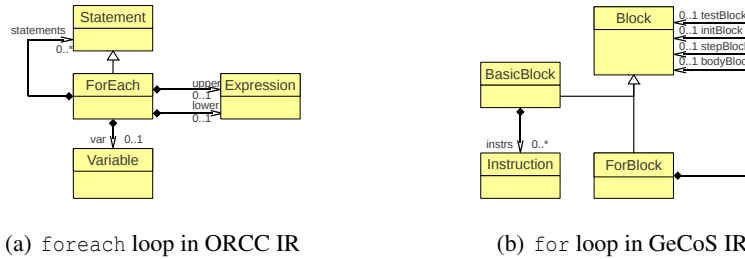 Statement
statements
0..*
ForEach
upper
0..1
lower
0..1
Expression
var 0..1
Variable
(a) foreach loop in ORCC IR
Block
0..1 testBlock
0..1 initBlock
0..1 stepBlock
0..1 bodyBloc
BasicBlock
instrs 0..*
Instruction
ForBlock
(b) for loop in GeCoS IR